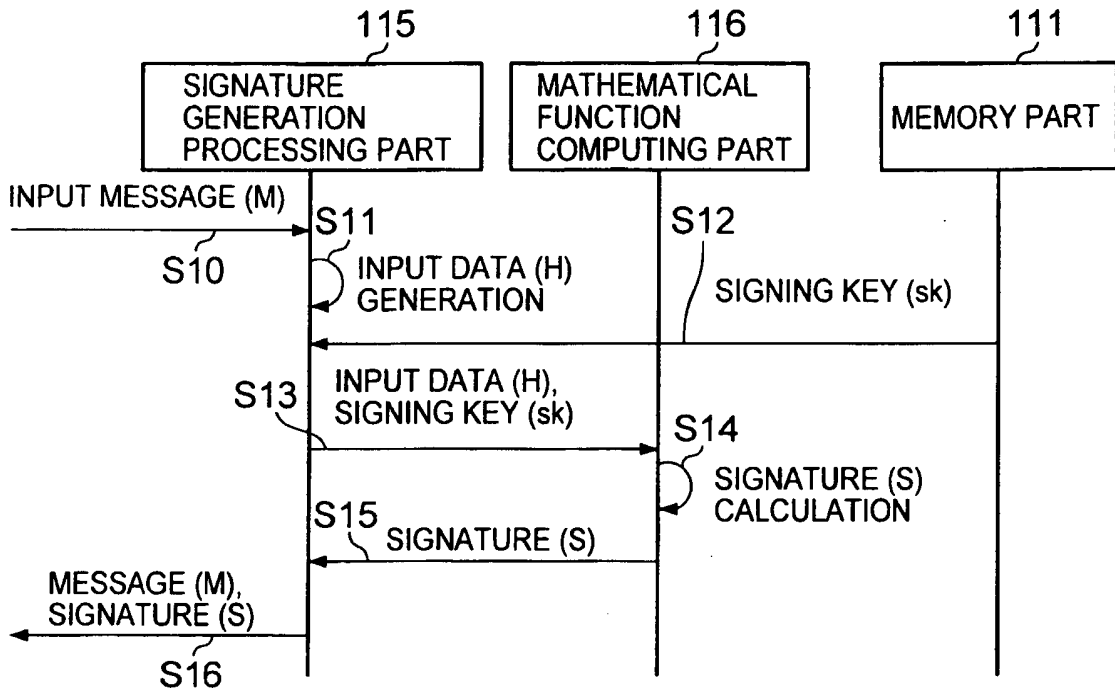 115
116
111
SIGNATURE
GENERATION
PROCESSING PART
MATHEMATICAL
FUNCTION
COMPUTING PART
MEMORY PART
INPUT MESSAGE (M)
S10
S11
INPUT DATA (H)
GENERATION
S12
SIGNING KEY (sk)
S13
INPUT DATA (H),
SIGNING KEY (sk)
S14
SIGNATURE (S)
CALCULATION
S15
SIGNATURE (S)
MESSAGE (M),
SIGNATURE (S)
S16